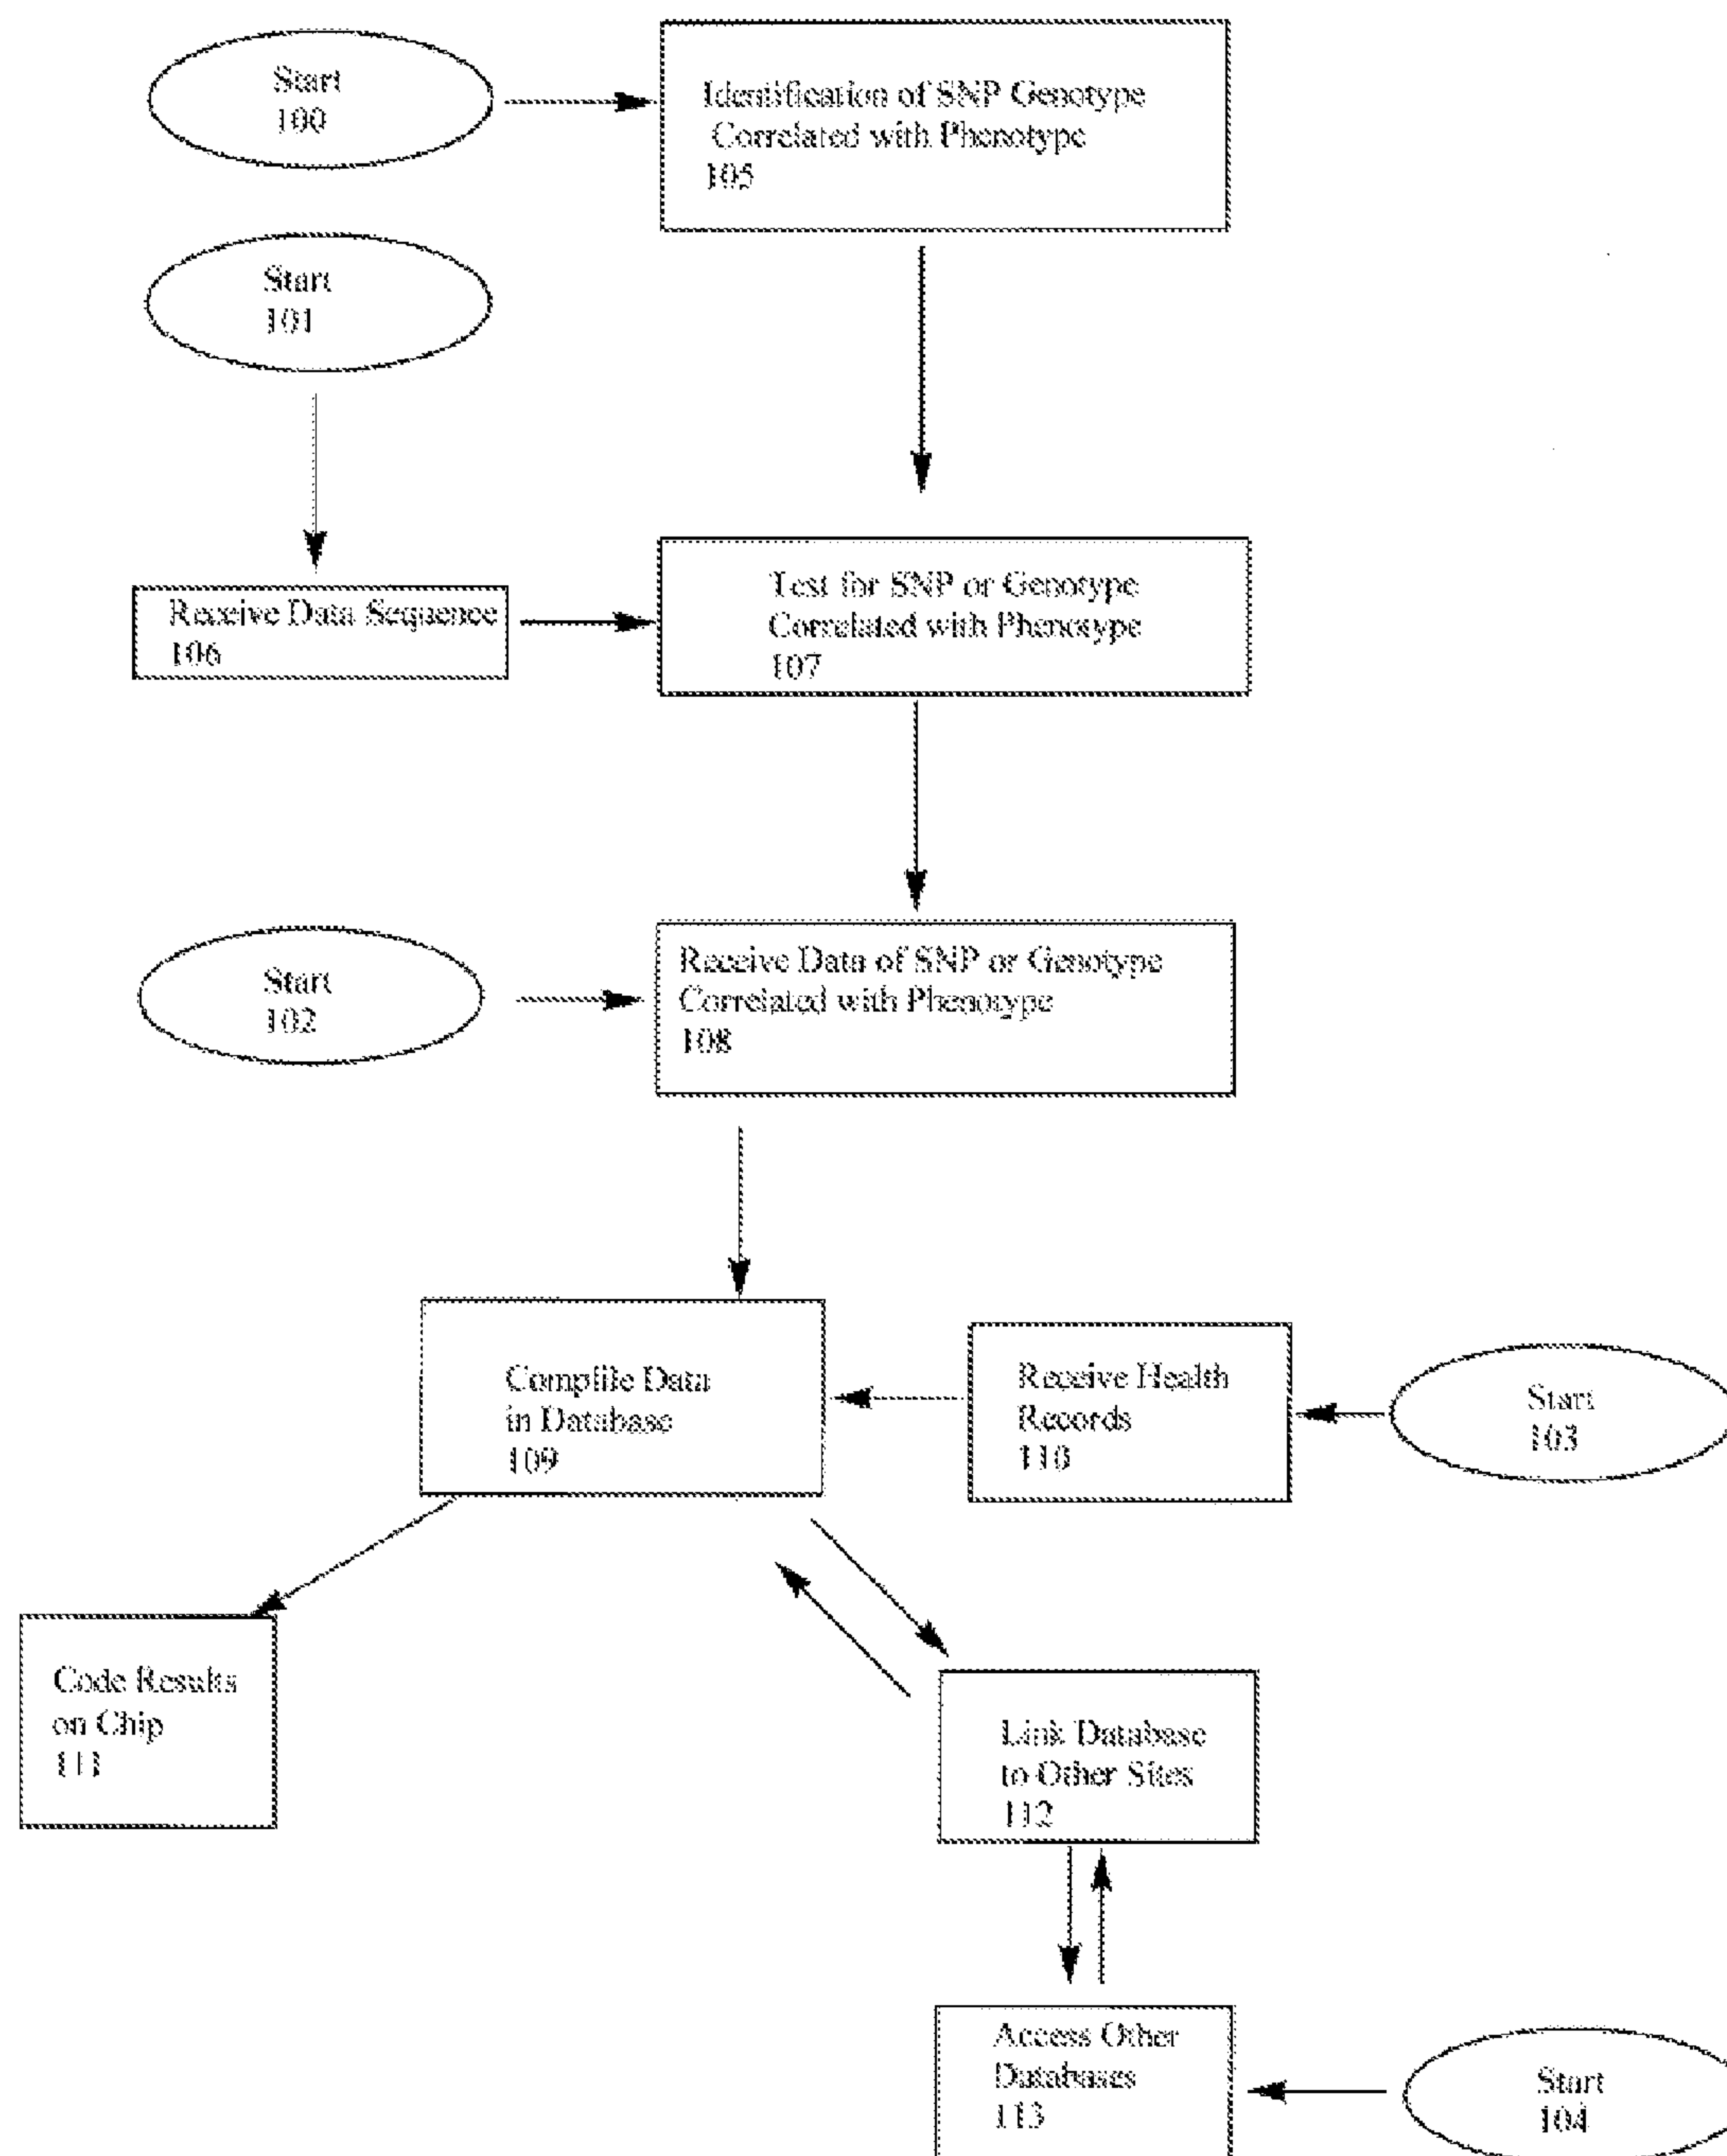 Start
100
Identification of SNP Genotype
Correlated with Phenotype
105
Start
101
Receive Data Sequence
106
Test for SNP or Genotype
Correlated with Phenotype
107
Start
102
Receive Data of SNP or Genotype
Correlated with Phenotype
108
Complile Data
in Database
109
Receive Health
Records
110
Start
103
Code Results
on Chip
111
Link Database
to Other Sites
112
Access Other
Databases
113
Start
104